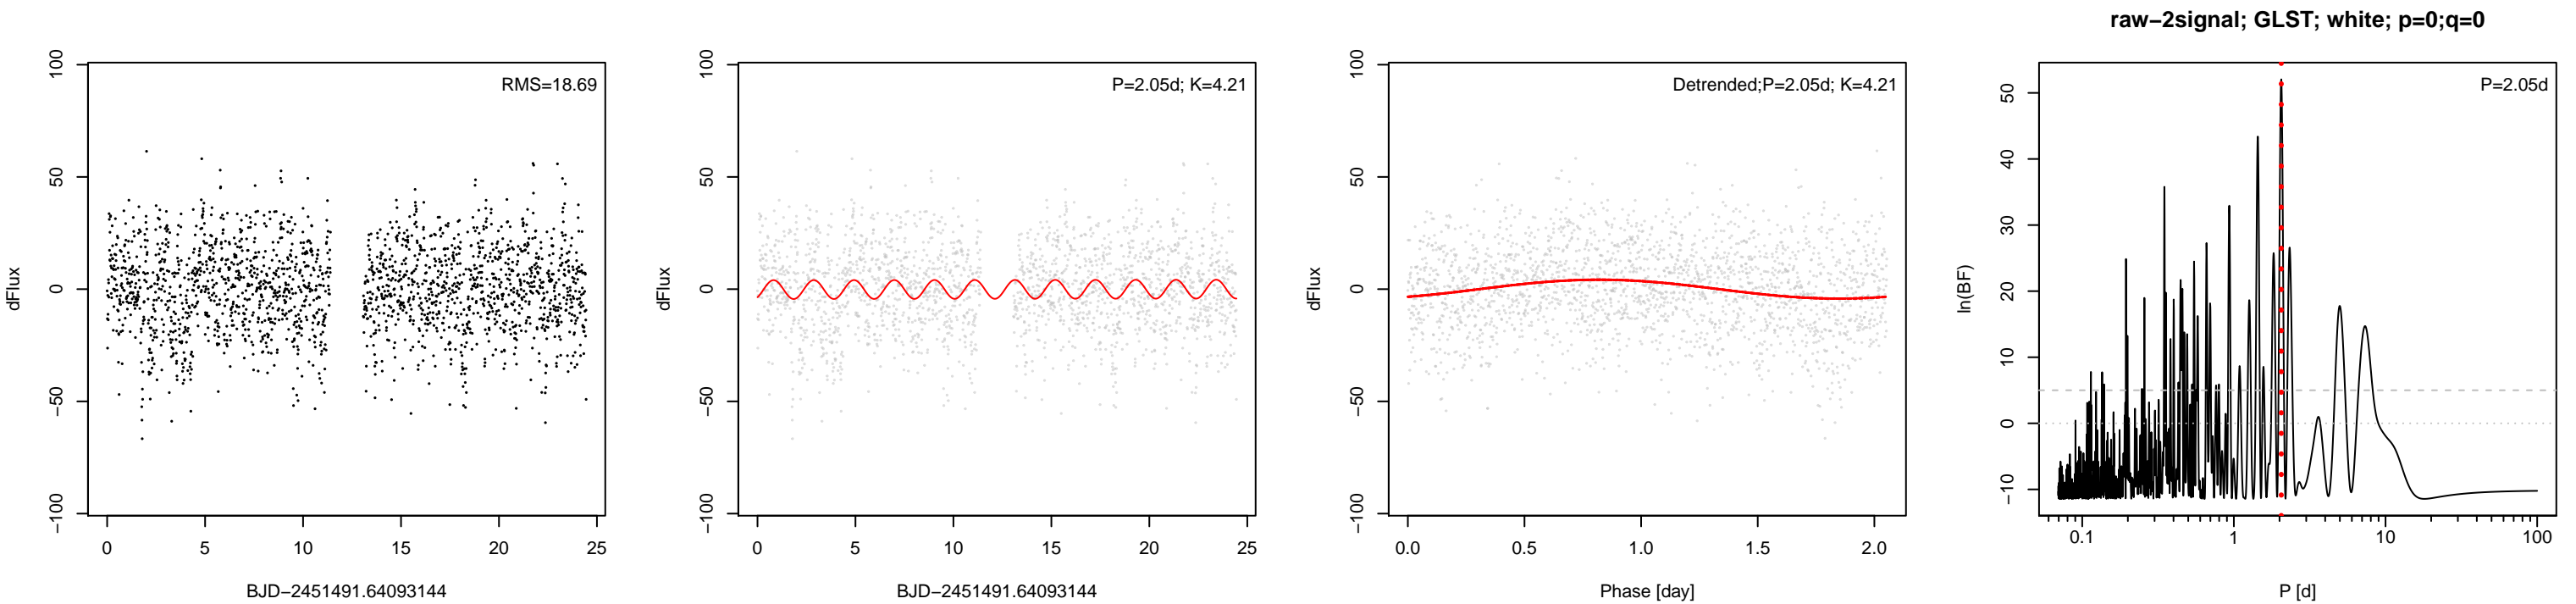 raw−2signal; GLST; white; p=0;q=0
RMS=18.69
dFlux
100
50
0
−50
−100
0 5 10 15 20 25
BJD−2451491.64093144
P=2.05d; K=4.21
dFlux
100
50
0
−50
−100
0 5 10 15 20 25
BJD−2451491.64093144
Detrended;P=2.05d; K=4.21
dFlux
100
50
0
−50
−100
0.0 0.5 1.0 1.5 2.0
Phase [day]
P=2.05d
ln(BF)
50
40
30
20
10
0
−10
0.1 1 10 100
P [d]